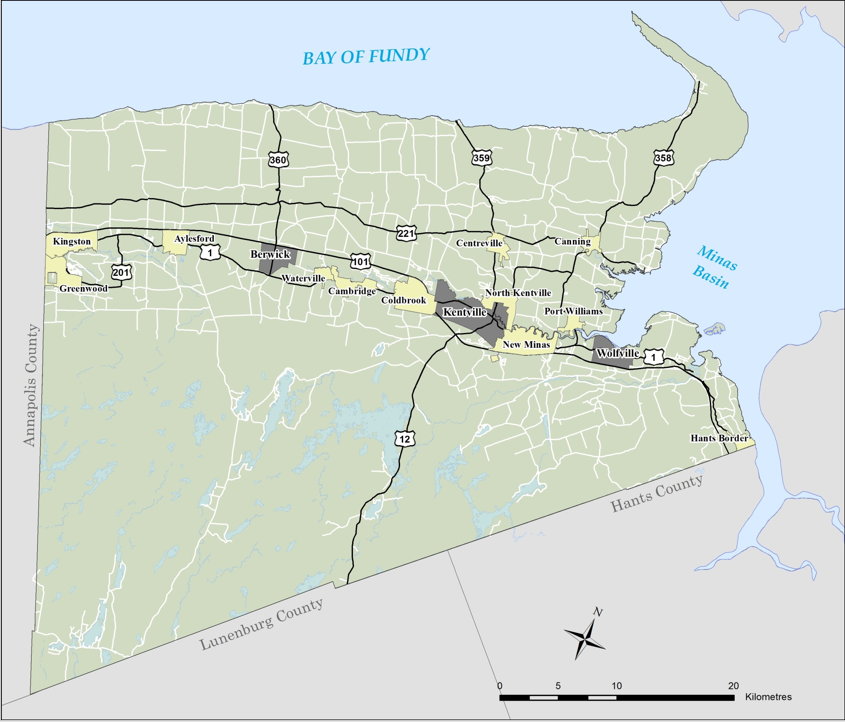 BAY OF FUNDY
360
359
358
221
Kingston
Aylesford
1
Berwick
101
Centreville
Canning
Minas
Basin
201
Greenwood
Waterville
Cambridge
Coldbrook
North Kentville
Kentville
Port Williams
New Minas
Wolfville
1
Annapolis County
12
Hants Border
Hants County
Lunenburg County
N
0 5 10 20
Kilometres